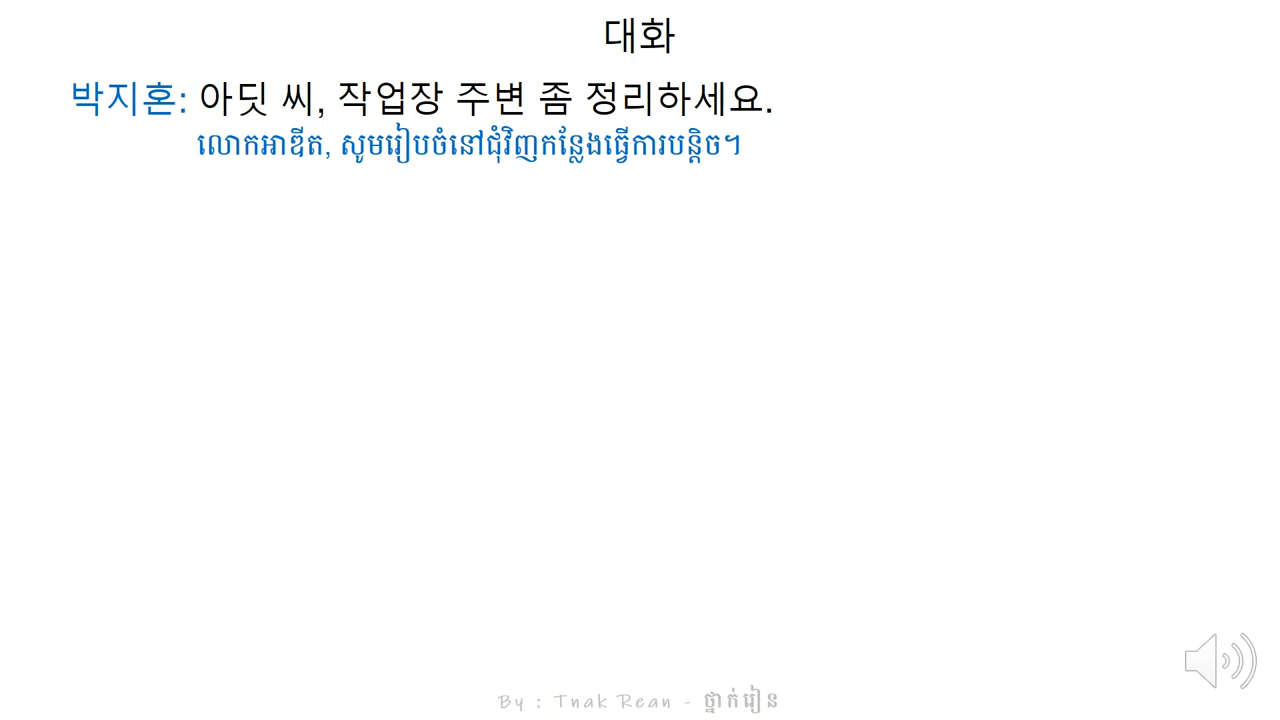 대화
박지혼: 아딧 씨, 작업장 주변 좀 정리하세요.
លោកអាឌីត, សូមរៀបចំនៅជុំវិញកន្លែងធ្វើការបន្តិច។
By : Tnak Rean - ថ្នាក់រៀន